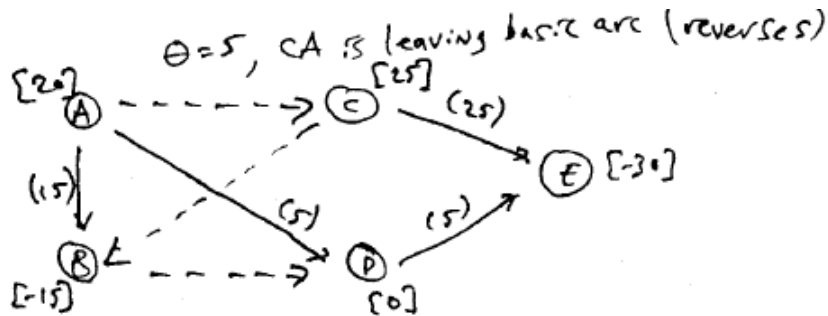 θ=5, CA is leaving basic arc (reverses)
[20] [25]
A C (25)
(15) (5) E [-30]
(5)
B D
[-15] [0]